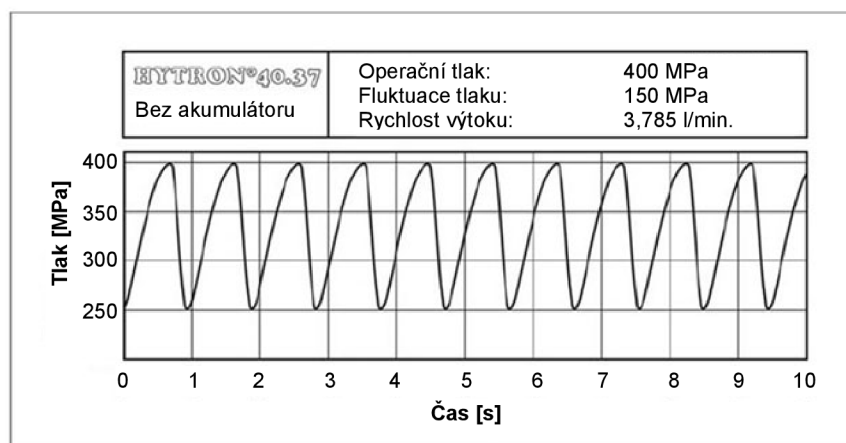 HYTRON®40.37
Bez akumulátoru
Operační tlak: 400 MPa
Fluktuace tlaku: 150 MPa
Rychlost výtoku: 3,785 l/min.
Tlak [MPa]
400
350
300
250
0 1 2 3 4 5 6 7 8 9 10
Čas [s]